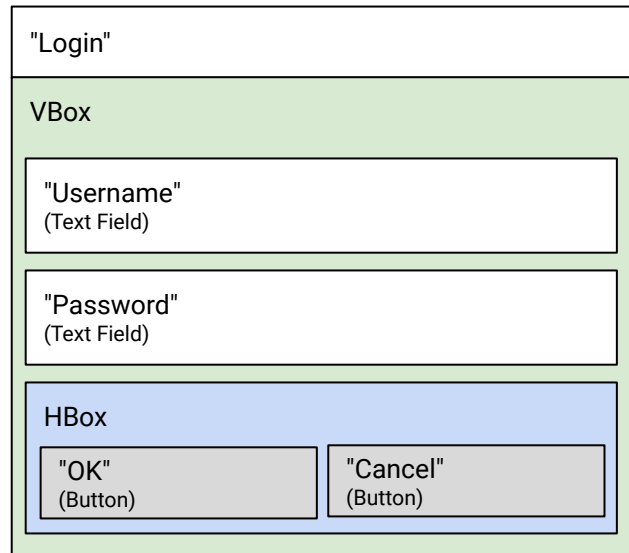 "Login"
VBox
"Username"
(Text Field)
"Password"
(Text Field)
HBox
"OK"
(Button)
"Cancel"
(Button)